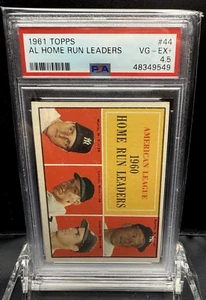 1961 TOPPS
#44
AL HOME RUN LEADERS
VG - EX+
4.5
PSA
48349549
AMERICAN LEAGUE
1960
HOME RUN LEADERS